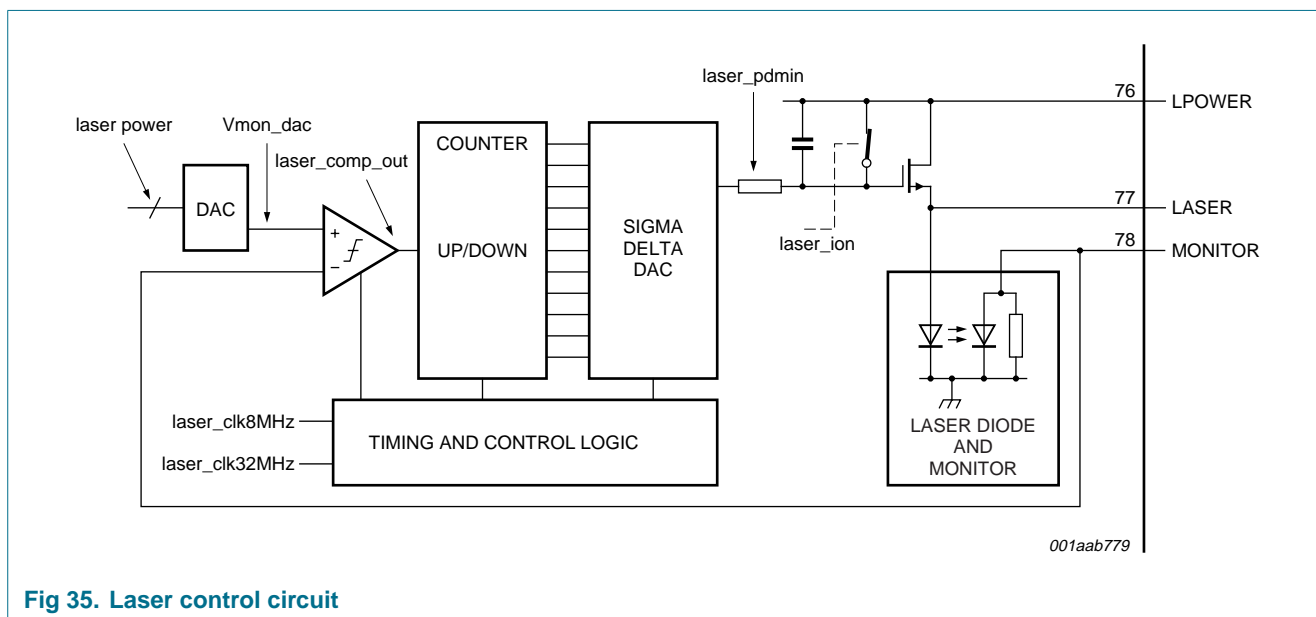 laser_pdmin
76
LPOWER
laser power
Vmon_dac
laser_comp_out
COUNTER
DAC
+
−
UP/DOWN
SIGMA
DELTA
DAC
laser_ion
77
LASER
78
MONITOR
laser_clk8MHz
laser_clk32MHz
TIMING AND CONTROL LOGIC
LASER DIODE
AND
MONITOR
001aab779
Fig 35. Laser control circuit